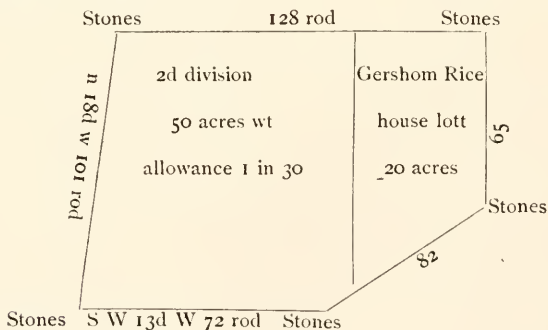 Stones 128 rod Stones
2d division Gershom Rice
50 acres wt house lott
allowance 1 in 30 20 acres
n 18d w 101 rod
65
Stones
82
Stones S W 13d W 72 rod Stones